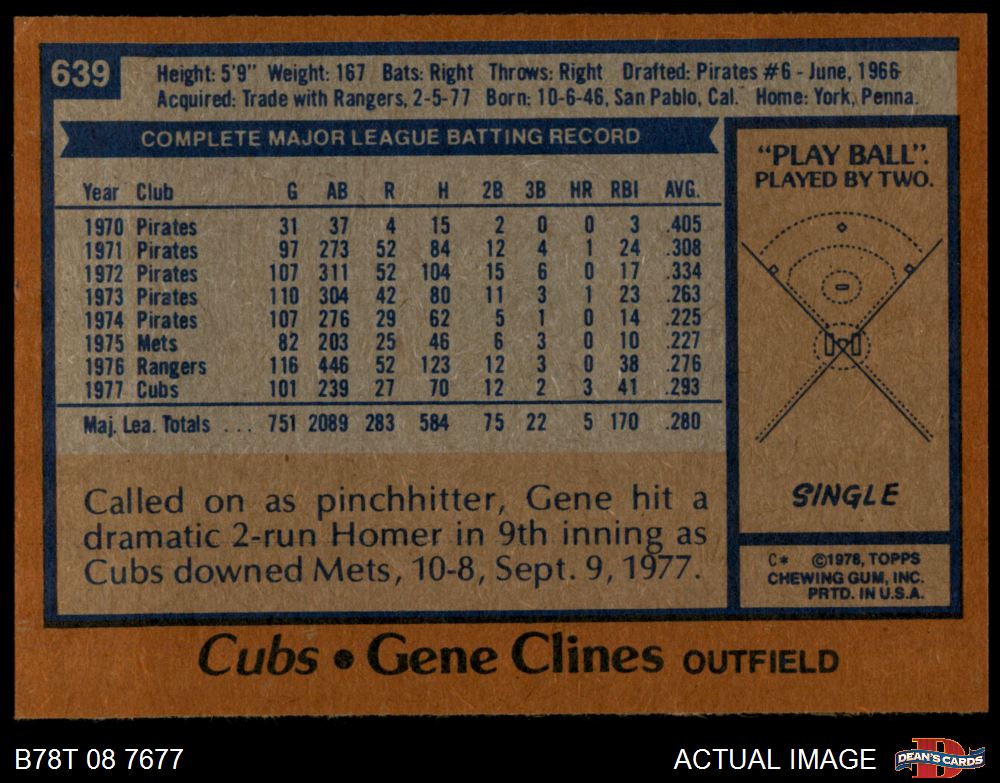 639
Height: 5'9" Weight: 167 Bats: Right Throws: Right Drafted: Pirates #6 - June, 1966
Acquired: Trade with Rangers, 2-5-77 Born: 10-6-46, San Pablo, Cal. Home: York, Penna.
COMPLETE MAJOR LEAGUE BATTING RECORD
Year Club G AB R H 2B 3B HR RBI AVG.
1970 Pirates 31 37 4 15 2 0 0 3 .405
1971 Pirates 97 273 52 84 12 4 1 24 .308
1972 Pirates 107 311 52 104 15 6 0 17 .334
1973 Pirates 110 304 42 80 11 3 1 23 .263
1974 Pirates 107 276 29 62 5 1 0 14 .225
1975 Mets 82 203 25 46 6 3 0 10 .227
1976 Rangers 116 446 52 123 12 3 0 38 .276
1977 Cubs 101 239 27 70 12 2 3 41 .293
Maj. Lea. Totals ... 751 2089 283 584 75 22 5 170 .280
Called on as pinchhitter, Gene hit a
dramatic 2-run Homer in 9th inning as
Cubs downed Mets, 10-8, Sept. 9, 1977.
"PLAY BALL".
PLAYED BY TWO.
SINGLE
C* ©1978, TOPPS
CHEWING GUM, INC.
PRTD. IN U.S.A.
Cubs • Gene Clines OUTFIELD
B78T 08 7677
ACTUAL IMAGE
D
DEAN'S CARDS